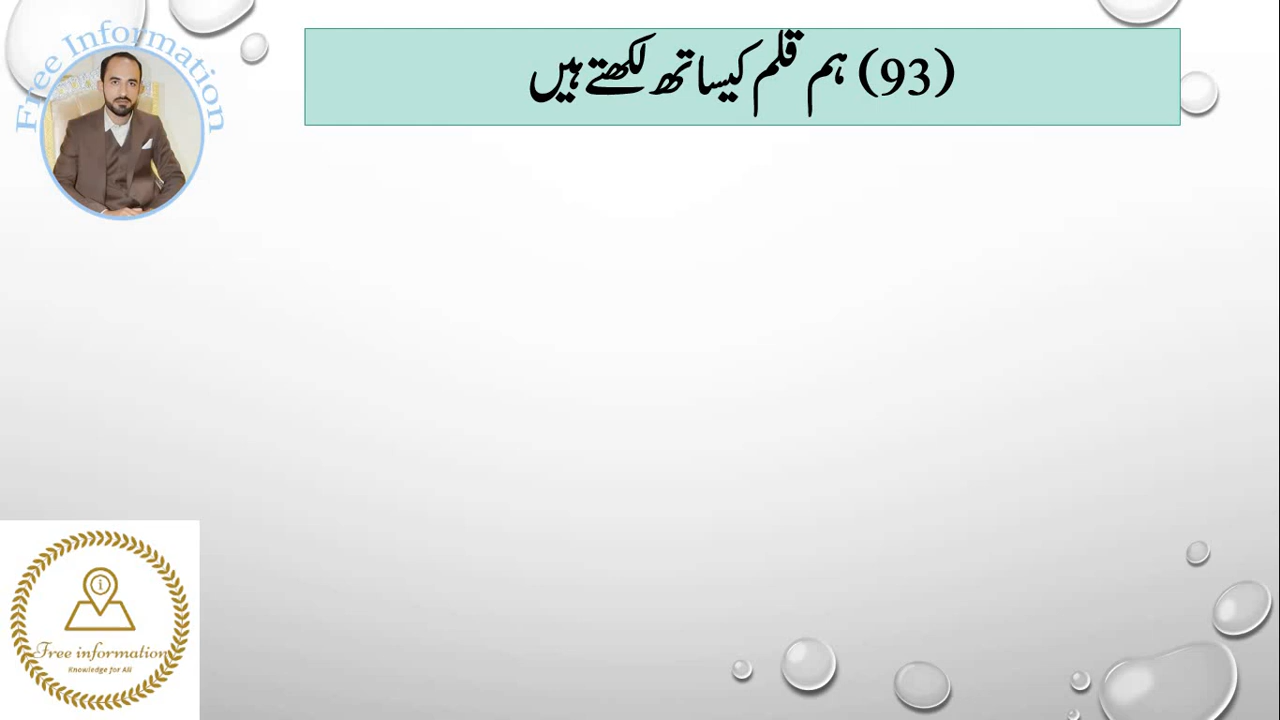 Free Information
(93) ہم قلم کیساتھ لکھتے ہیں
i
Free information
Knowledge for All